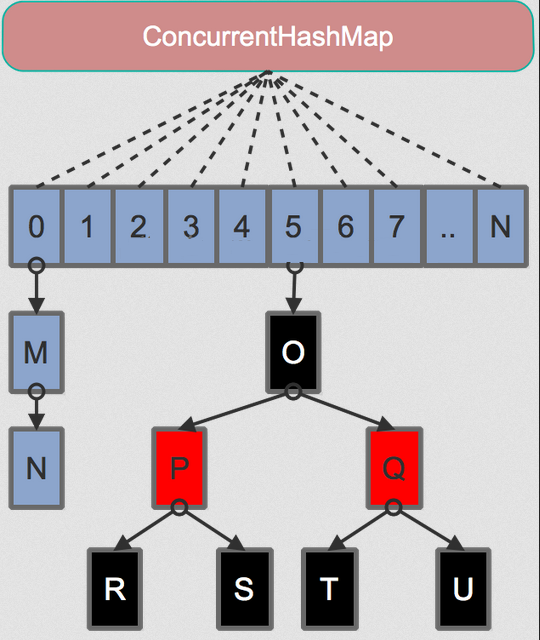 ConcurrentHashMap
0 1 2 3 4 5 6 7 .. N
M O
N P Q
R S T U